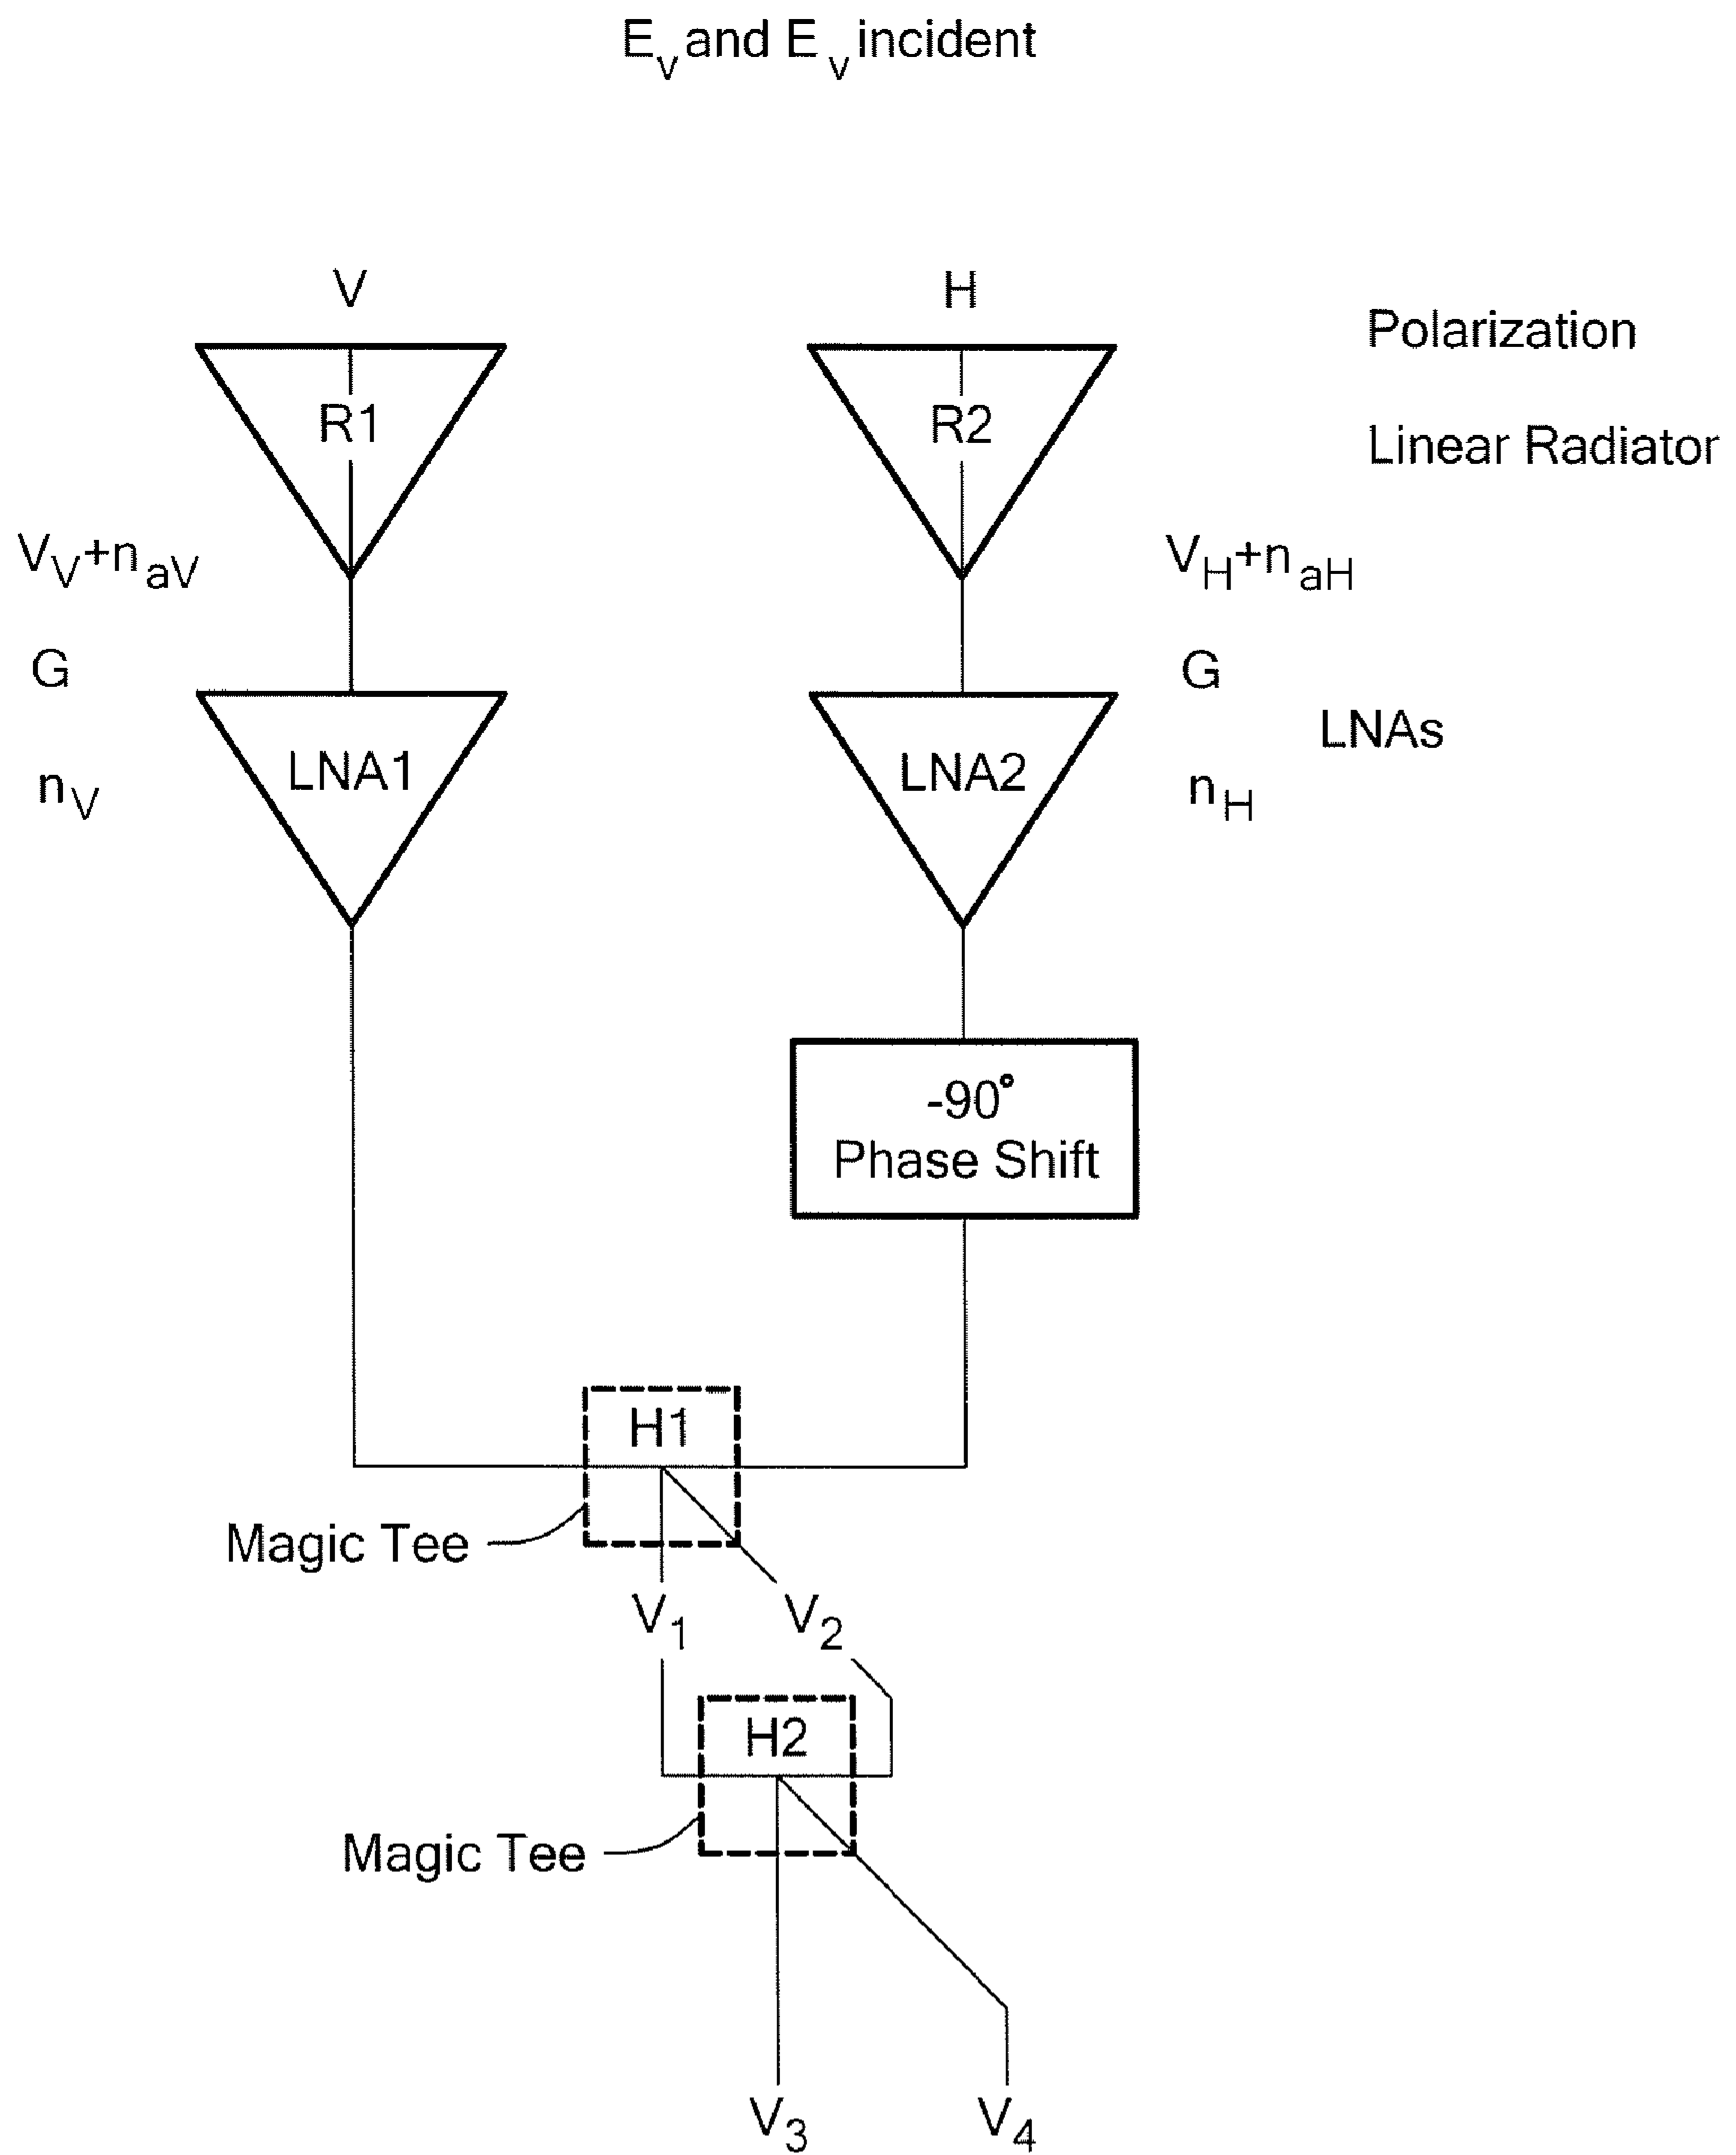 E_v and E_v incident
V
H
Polarization
R1
R2
Linear Radiator
V_V+n_aV
V_H+n_aH
G
G
LNA1
LNA2
LNAs
n_V
n_H
-90°
Phase Shift
H1
Magic Tee
V_1
V_2
H2
Magic Tee
V_3
V_4